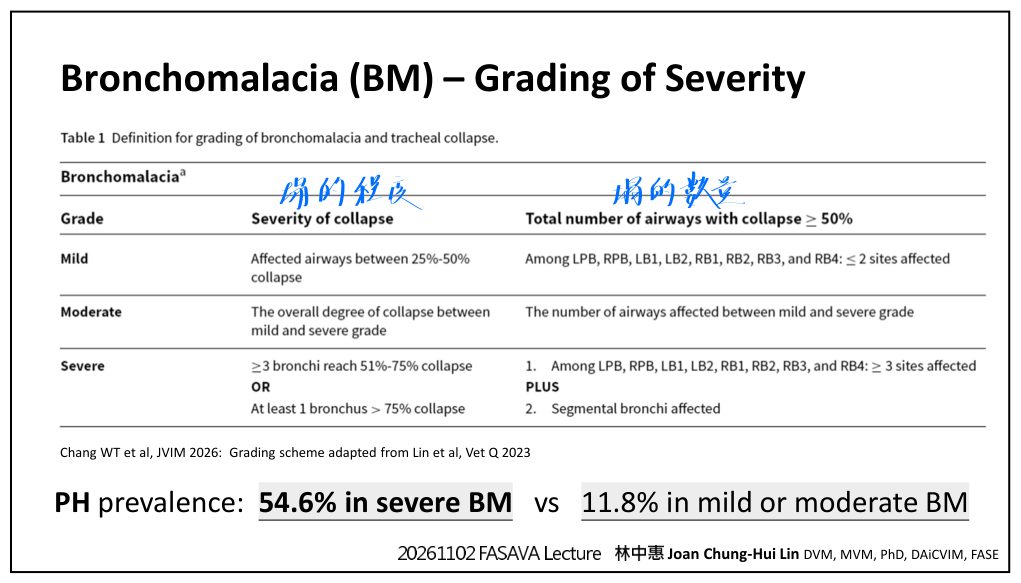 Bronchomalacia (BM) – Grading of Severity
Table 1 Definition for grading of bronchomalacia and tracheal collapse.
Bronchomalaciaᵃ
塌的程度 塌的數量
Grade Severity of collapse Total number of airways with collapse ≥ 50%
Mild Affected airways between 25%-50% Among LPB, RPB, LB1, LB2, RB1, RB2, RB3, and RB4: ≤ 2 sites affected
collapse
Moderate The overall degree of collapse between The number of airways affected between mild and severe grade
mild and severe grade
Severe ≥3 bronchi reach 51%-75% collapse 1. Among LPB, RPB, LB1, LB2, RB1, RB2, RB3, and RB4: ≥ 3 sites affected
OR PLUS
At least 1 bronchus > 75% collapse 2. Segmental bronchi affected
Chang WT et al, JVIM 2026: Grading scheme adapted from Lin et al, Vet Q 2023
PH prevalence: 54.6% in severe BM vs 11.8% in mild or moderate BM
20261102 FASAVA Lecture 林中惠 Joan Chung-Hui Lin DVM, MVM, PhD, DAiCVIM, FASE